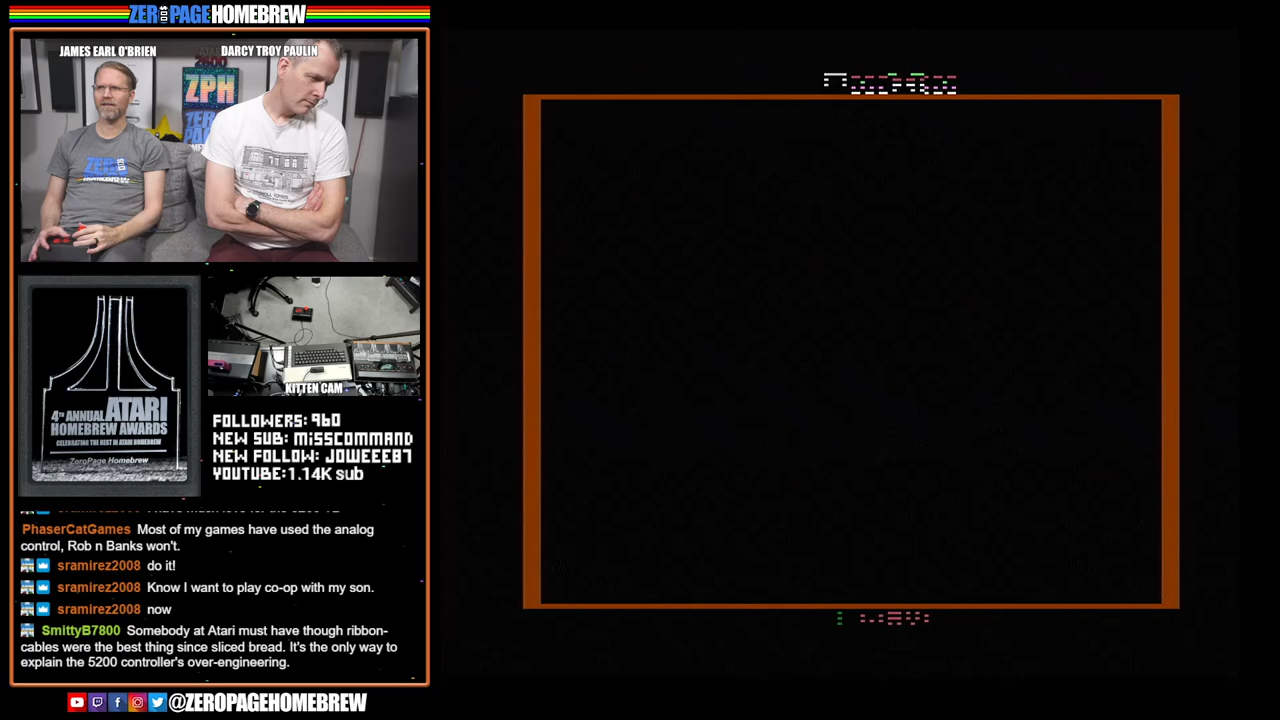 ZEROPAGE HOMEBREW
JAMES EARL O'BRIEN
DARCY TROY PAULIN
ATARI
2600
ZPH
ZERO
PAGE
4TH ANNUAL ATARI
HOMEBREW AWARDS
CELEBRATING THE BEST IN ATARI HOMEBREW
ZeroPage Homebrew
KITTEN CAM
FOLLOWERS: 960
NEW SUB: MISSCOMMAND
NEW FOLLOW: JOWEEE87
YOUTUBE:1.14K sub
PhaserCatGames Most of my games have used the analog
control, Rob n Banks won't.
sramirez2008 do it!
sramirez2008 Know I want to play co-op with my son.
sramirez2008 now
SmittyB7800 Somebody at Atari must have though ribbon-
cables were the best thing since sliced bread. It's the only way to
explain the 5200 controller's over-engineering.
@ZEROPAGEHOMEBREW